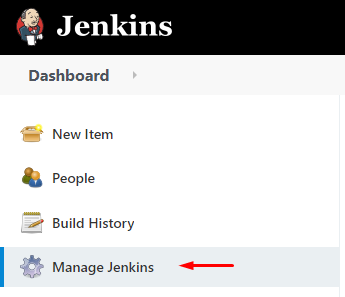 Jenkins
Dashboard
New Item
People
Build History
Manage Jenkins